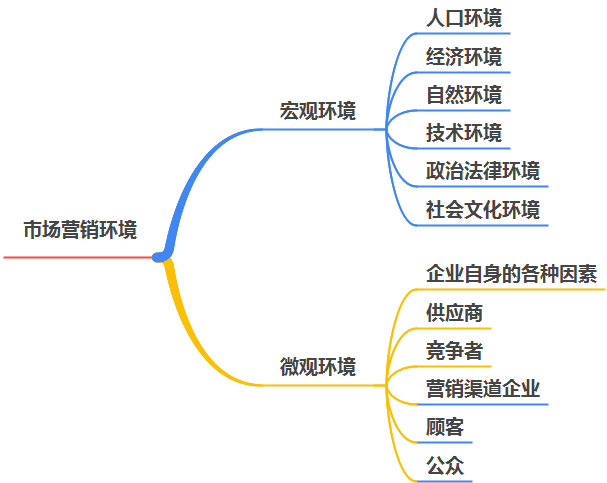 市场营销环境
宏观环境
人口环境
经济环境
自然环境
技术环境
政治法律环境
社会文化环境
微观环境
企业自身的各种因素
供应商
竞争者
营销渠道企业
顾客
公众